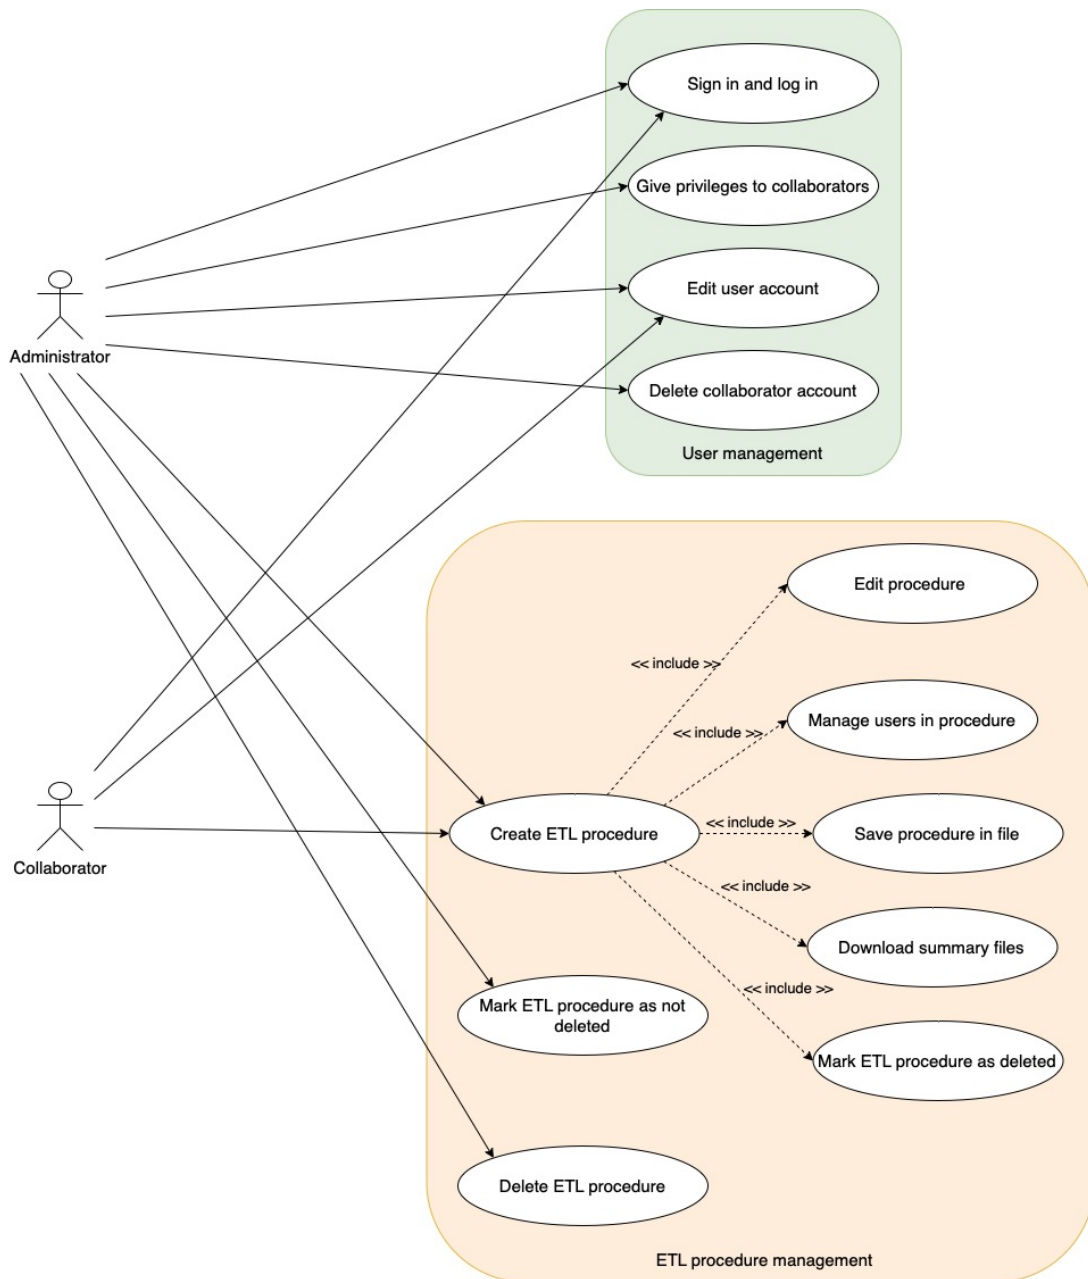 Sign in and log in
Give privileges to collaborators
Edit user account
Administrator
Delete collaborator account
User management
Edit procedure
<< include >>
Manage users in procedure
<< include >>
Create ETL procedure
<< include >>
Save procedure in file
Collaborator
<< include >>
Download summary files
<< include >>
Mark ETL procedure as not
deleted
Mark ETL procedure as deleted
Delete ETL procedure
ETL procedure management